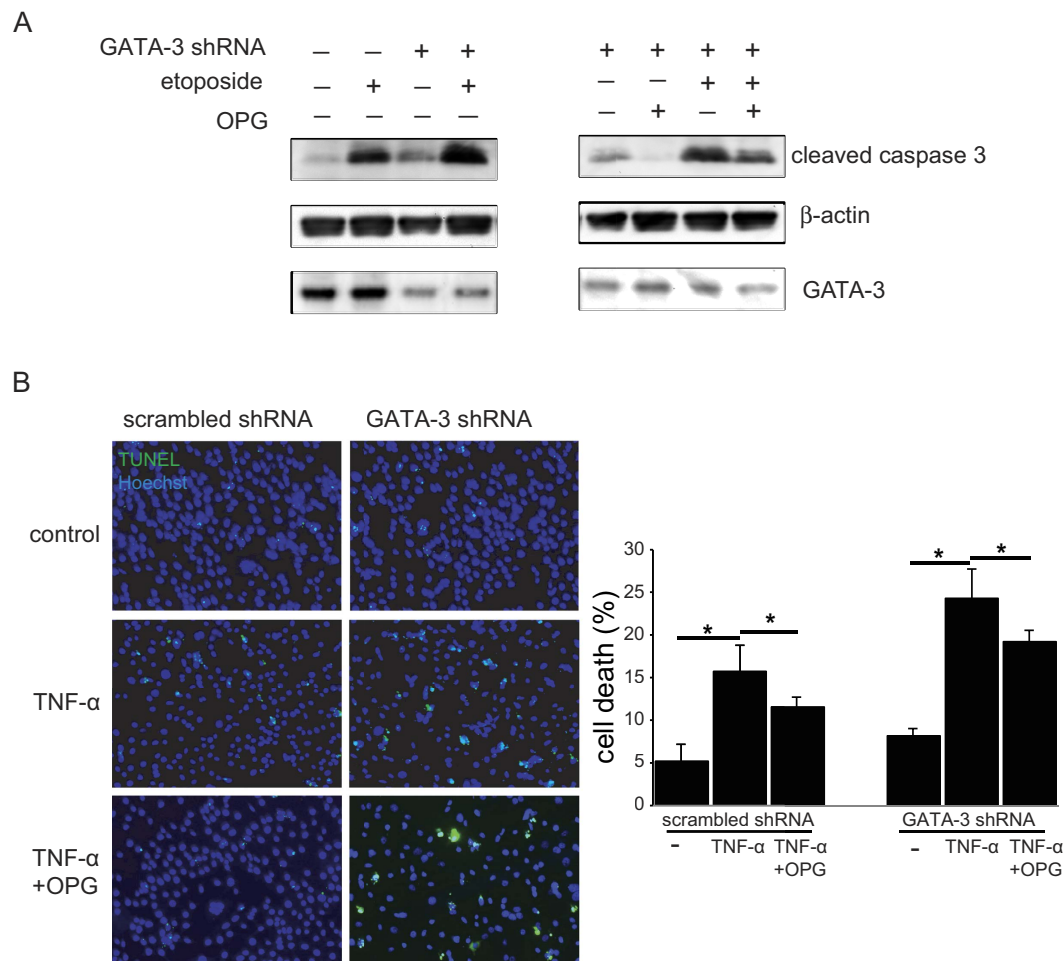 A
GATA-3 shRNA – – + + + + + +
etoposide – + – + – – + +
OPG – – – – – + – +
cleaved caspase 3
β-actin
GATA-3
B
scrambled shRNA GATA-3 shRNA
TUNEL
Hoechst
control
TNF-α
TNF-α
+OPG
cell death (%)
30
25
20
15
10
5
0
* * * *
scrambled shRNA GATA-3 shRNA
- TNF-α TNF-α - TNF-α TNF-α
+OPG +OPG